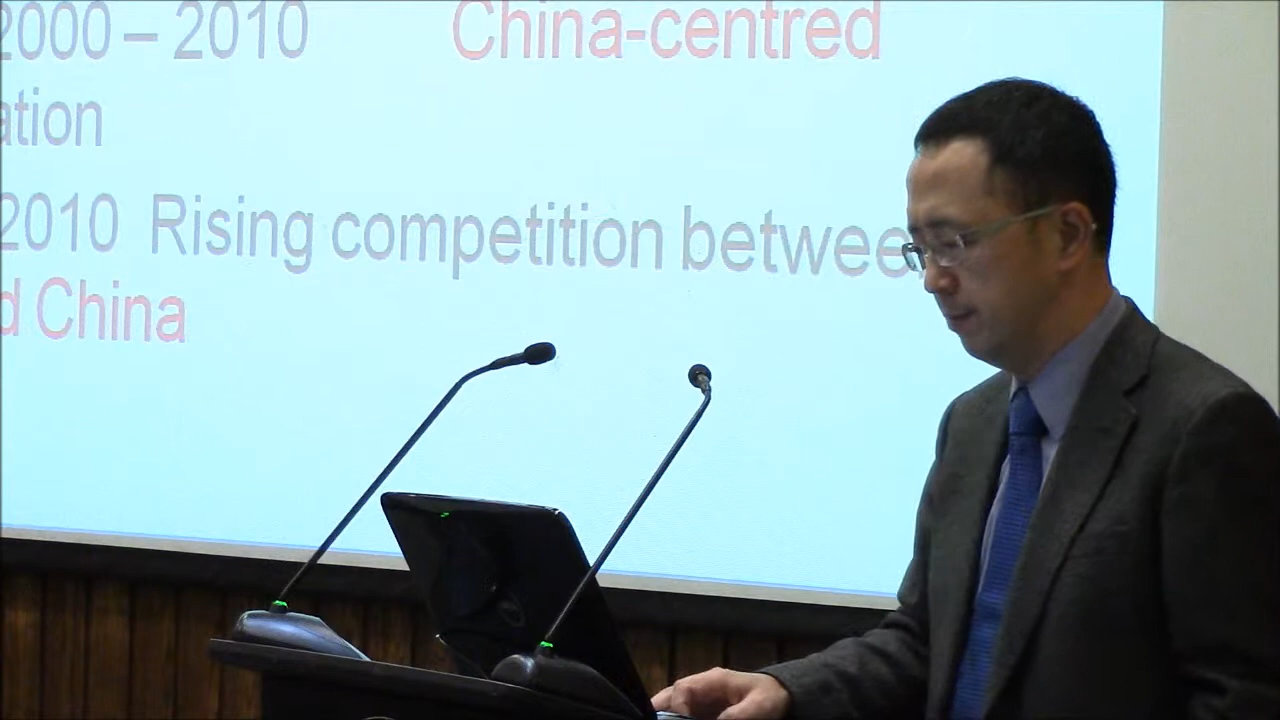 2000 – 2010 China-centred
ation
2010 Rising competition betwee
d China